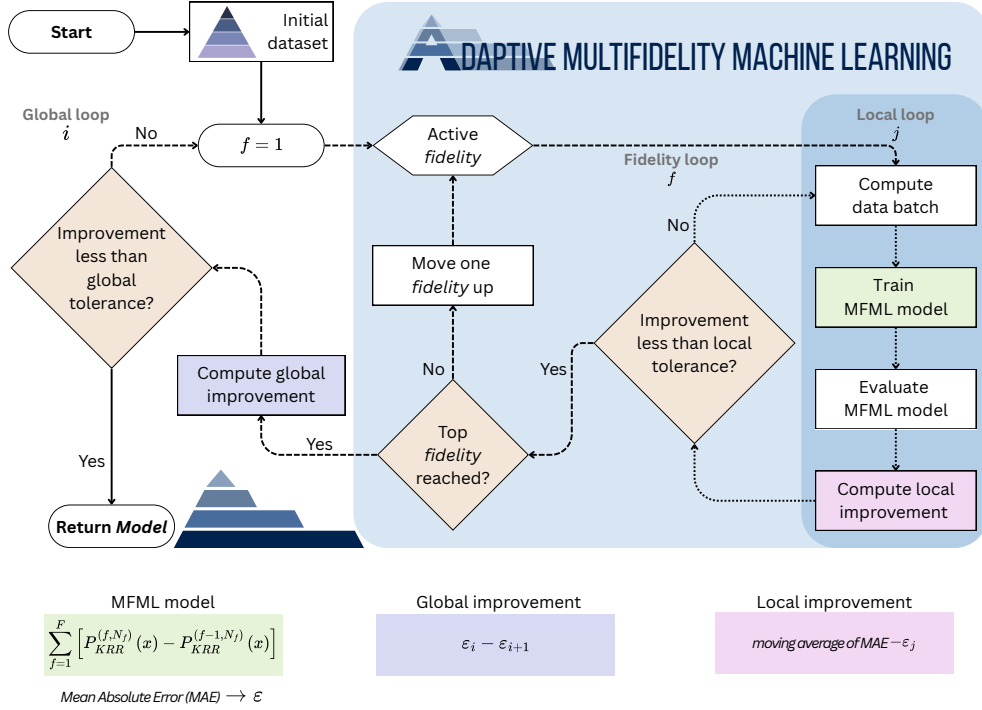 Start
Initial
dataset
ADAPTIVE MULTIFIDELITY MACHINE LEARNING
Global loop
i
No
f = 1
Active
fidelity
Fidelity loop
f
Local loop
j
Compute
data batch
No
Improvement
less than
global
tolerance?
Move one
fidelity up
Train
MFML model
Improvement
less than local
tolerance?
Compute global
improvement
No
Yes
Evaluate
MFML model
Top
fidelity
reached?
Yes
Yes
Compute local
improvement
Return Model
MFML model
\sum_{f=1}^{F} \left[ P_{KRR}^{(f,N_f)}(x) - P_{KRR}^{(f-1,N_f)}(x) \right]
Mean Absolute Error (MAE) → ε
Global improvement
ε_i − ε_{i+1}
Local improvement
moving average of MAE−ε_j